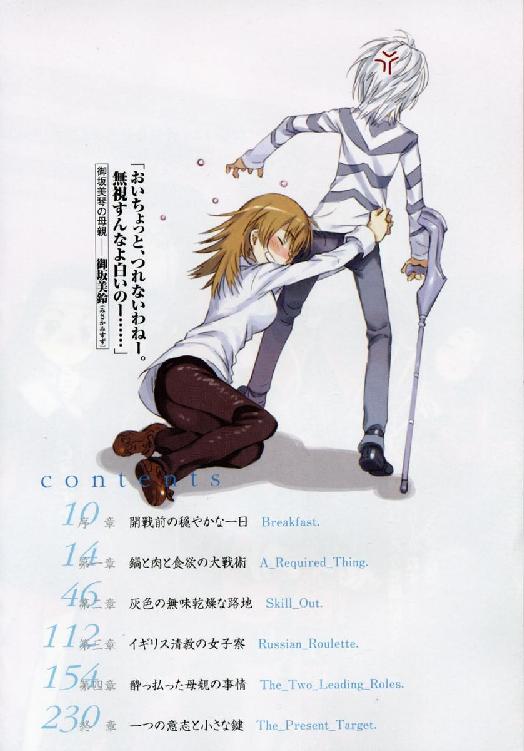 「おいちょっと、つれないわねー。
無視すんなよ白いのー……」
御坂美琴の母親――御坂美鈴(みさかみすず)
contents
10 序章 開戦前の穏やかな一日 Breakfast.
14 第一章 鍋と肉と食欲の大戦術 A_Required_Thing.
46 第二章 灰色の無味乾燥な路地 Skill_Out.
112 第三章 イギリス清教の女子寮 Russian_Roulette.
154 第四章 酔っ払った母親の事情 The_Two_Leading_Roles.
230 終章 一つの意志と小さな鍵 The_Present_Target.